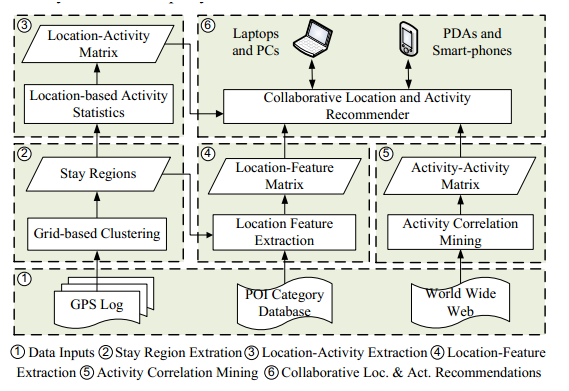 ③
Location-Activity
Matrix
Location-based Activity
Statistics
⑥
Laptops
and PCs
PDAs and
Smart-phones
Collaborative Location and Activity
Recommender
②
Stay Regions
Grid-based Clustering
④
Location-Feature
Matrix
Location Feature
Extraction
⑤
Activity-Activity
Matrix
Activity Correlation
Mining
①
GPS Log
POI Category
Database
World Wide
Web
① Data Inputs ② Stay Region Extration ③ Location-Activity Extraction ④ Location-Feature
Extraction ⑤ Activity Correlation Mining ⑥ Collaborative Loc. & Act. Recommendations